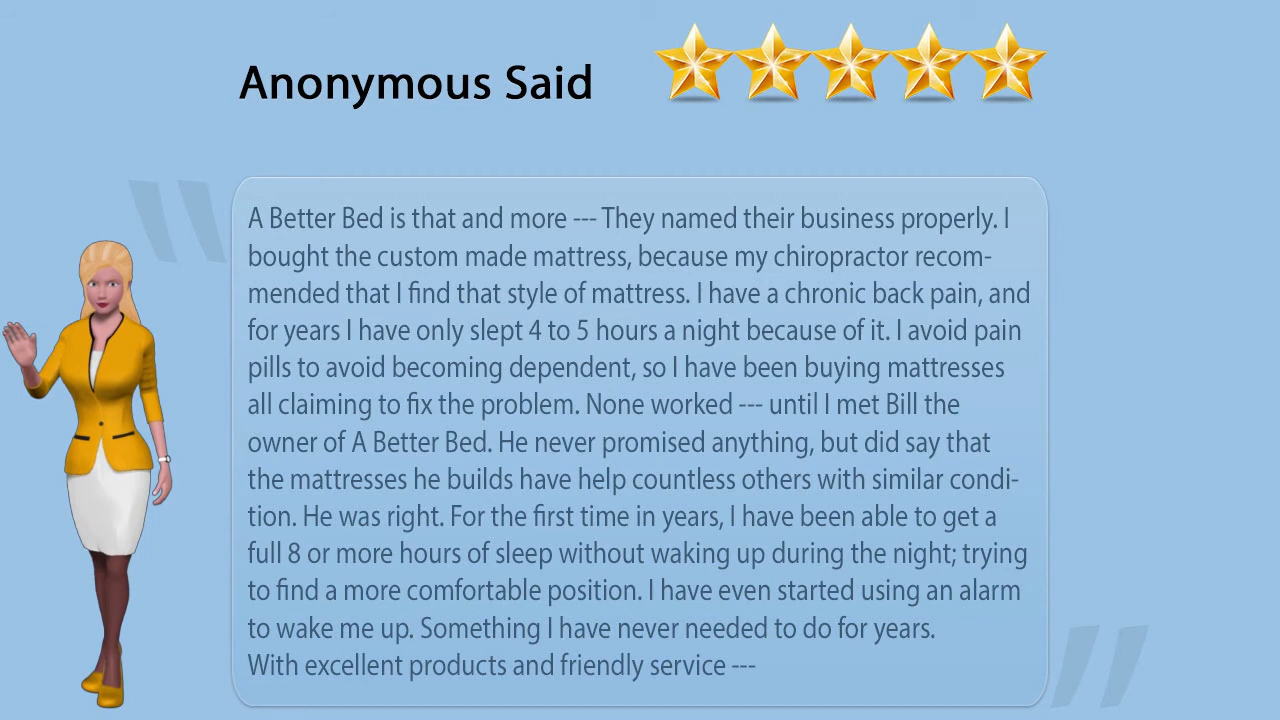 Anonymous Said
A Better Bed is that and more --- They named their business properly. I
bought the custom made mattress, because my chiropractor recom-
mended that I find that style of mattress. I have a chronic back pain, and
for years I have only slept 4 to 5 hours a night because of it. I avoid pain
pills to avoid becoming dependent, so I have been buying mattresses
all claiming to fix the problem. None worked --- until I met Bill the
owner of A Better Bed. He never promised anything, but did say that
the mattresses he builds have help countless others with similar condi-
tion. He was right. For the first time in years, I have been able to get a
full 8 or more hours of sleep without waking up during the night; trying
to find a more comfortable position. I have even started using an alarm
to wake me up. Something I have never needed to do for years.
With excellent products and friendly service ---